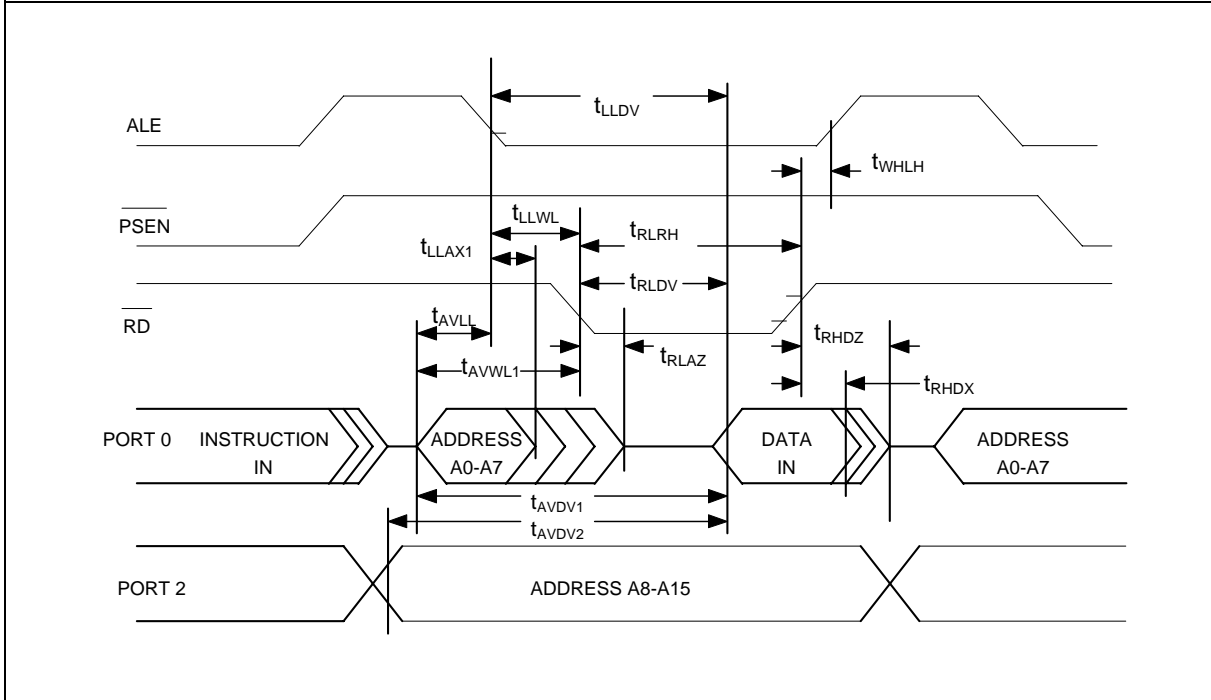 tLLDV
ALE
tWHLH
PSEN
tLLWL
tRLRH
tLLAX1
tRLDV
RD
tAVLL
tRHDZ
tRLAZ
tAVWL1
tRHDX
PORT 0
INSTRUCTION
IN
ADDRESS
A0-A7
DATA
IN
ADDRESS
A0-A7
tAVDV1
tAVDV2
PORT 2
ADDRESS A8-A15